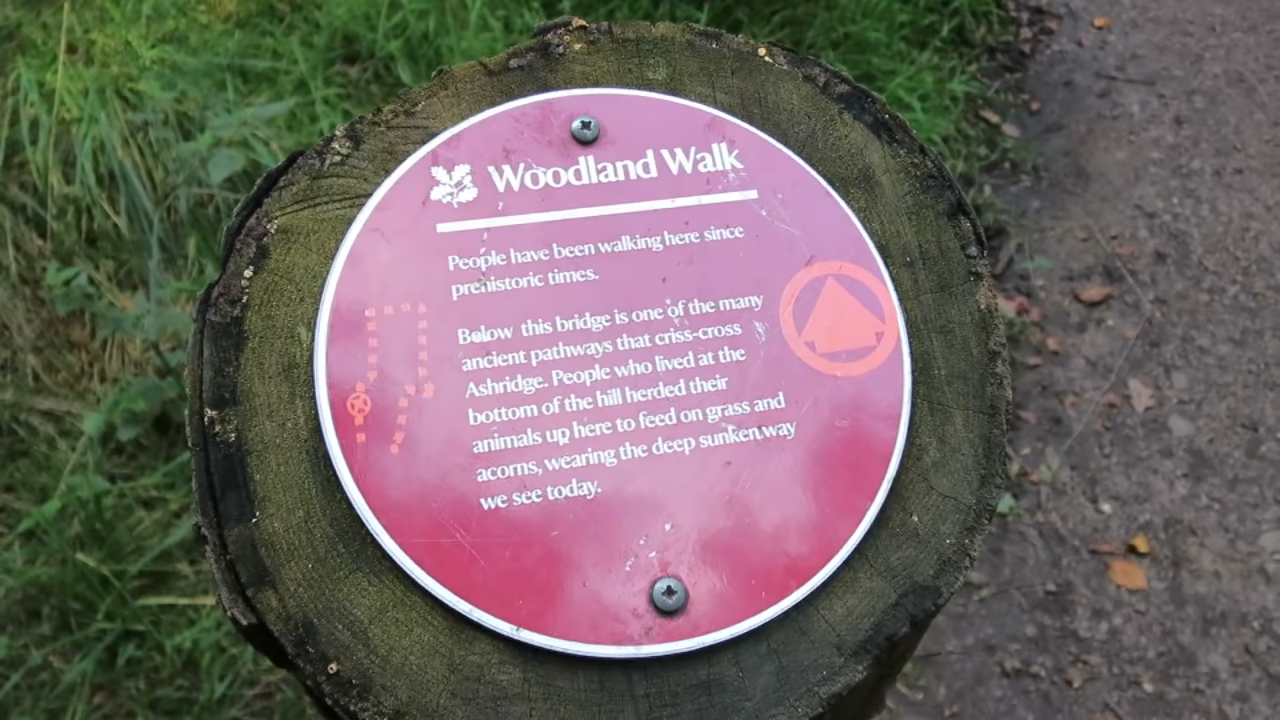 Woodland Walk
People have been walking here since
prehistoric times.
Below this bridge is one of the many
ancient pathways that criss-cross
Ashridge. People who lived at the
bottom of the hill herded their
animals up here to feed on grass and
acorns, wearing the deep sunken way
we see today.